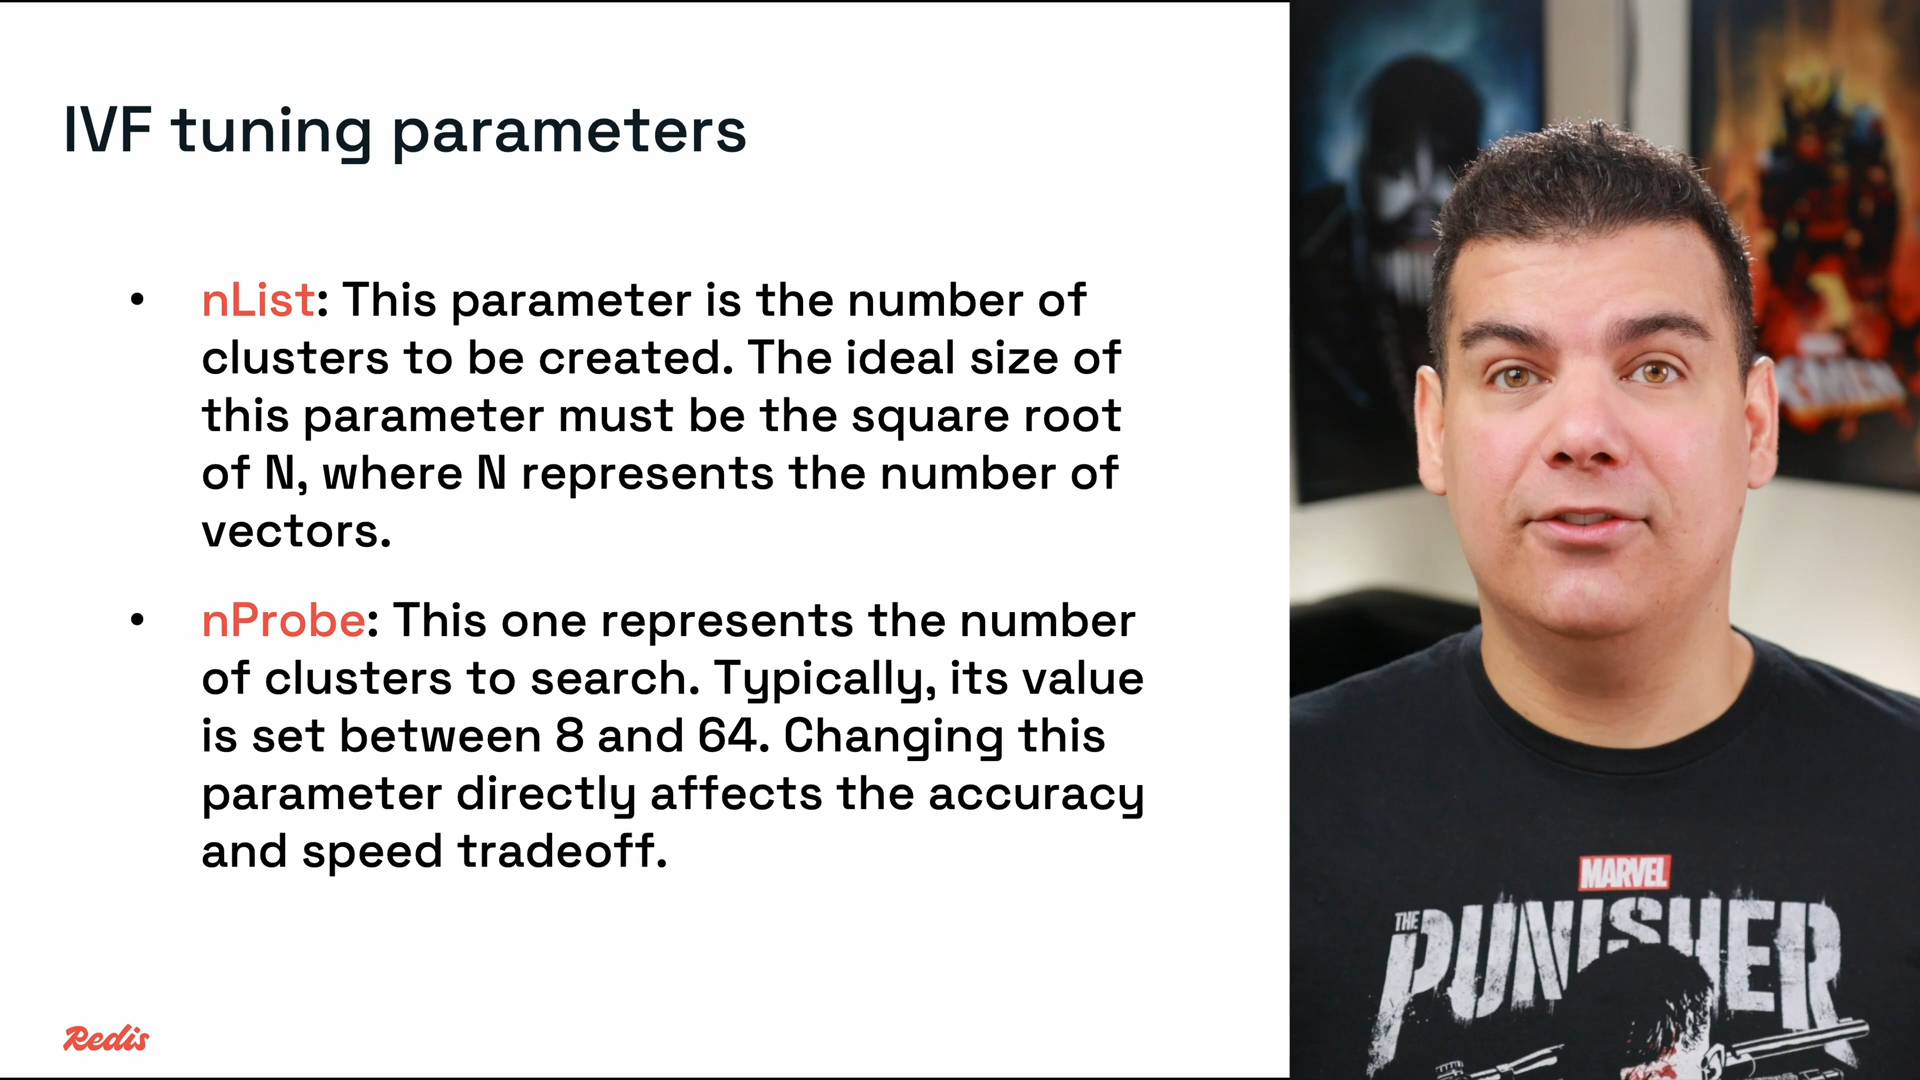 IVF tuning parameters
• nList: This parameter is the number of
clusters to be created. The ideal size of
this parameter must be the square root
of N, where N represents the number of
vectors.
• nProbe: This one represents the number
of clusters to search. Typically, its value
is set between 8 and 64. Changing this
parameter directly affects the accuracy
and speed tradeoff.
Redis
MARVEL
THE PUNISHER